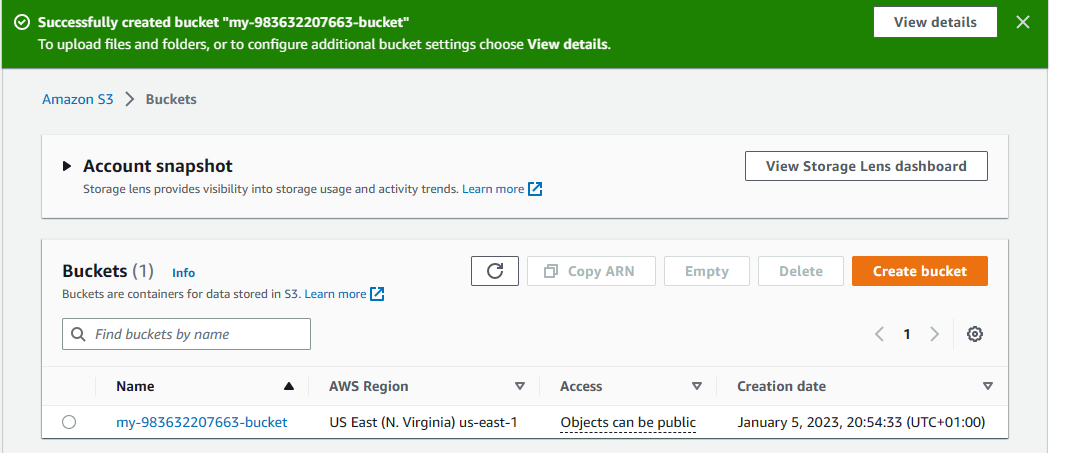 Successfully created bucket "my-983632207663-bucket"
To upload files and folders, or to configure additional bucket settings choose View details.
View details
Amazon S3 > Buckets
Account snapshot
Storage lens provides visibility into storage usage and activity trends. Learn more
View Storage Lens dashboard
Buckets (1) Info
Buckets are containers for data stored in S3. Learn more
Copy ARN Empty Delete Create bucket
Find buckets by name
1
Name AWS Region Access Creation date
my-983632207663-bucket US East (N. Virginia) us-east-1 Objects can be public January 5, 2023, 20:54:33 (UTC+01:00)